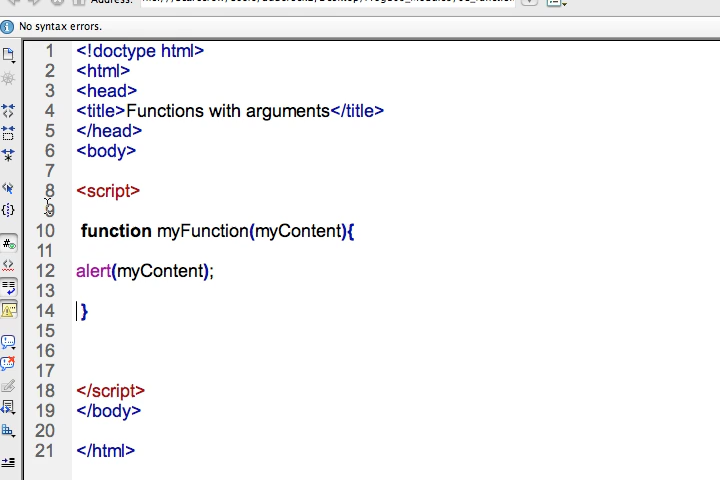 Address:
No syntax errors.
1 <!doctype html>
2 <html>
3 <head>
4 <title>Functions with arguments</title>
5 </head>
6 <body>
7
8 <script>
9
10 function myFunction(myContent){
11
12 alert(myContent);
13
14 }
15
16
17
18 </script>
19 </body>
20
21 </html>